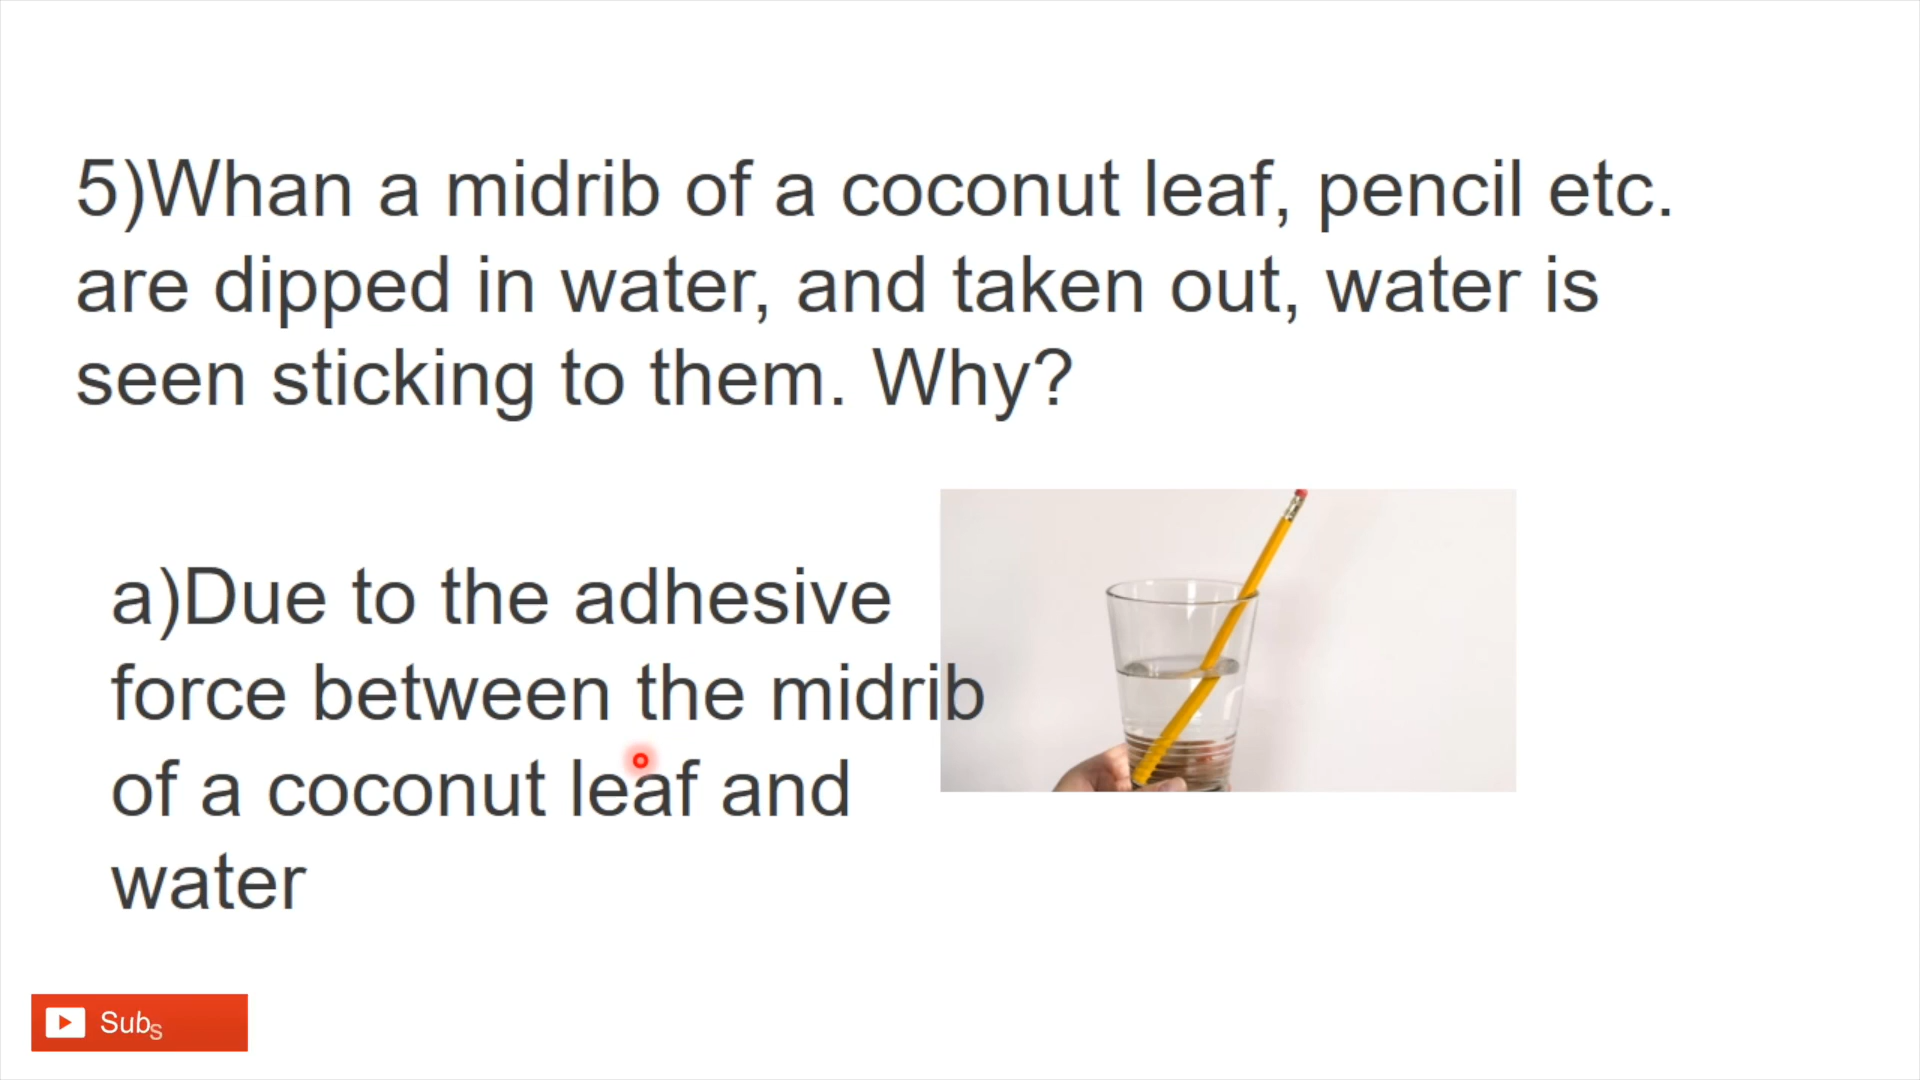 5)Whan a midrib of a coconut leaf, pencil etc.
are dipped in water, and taken out, water is
seen sticking to them. Why?
a)Due to the adhesive
force between the midrib
of a coconut leaf and
water
Subs